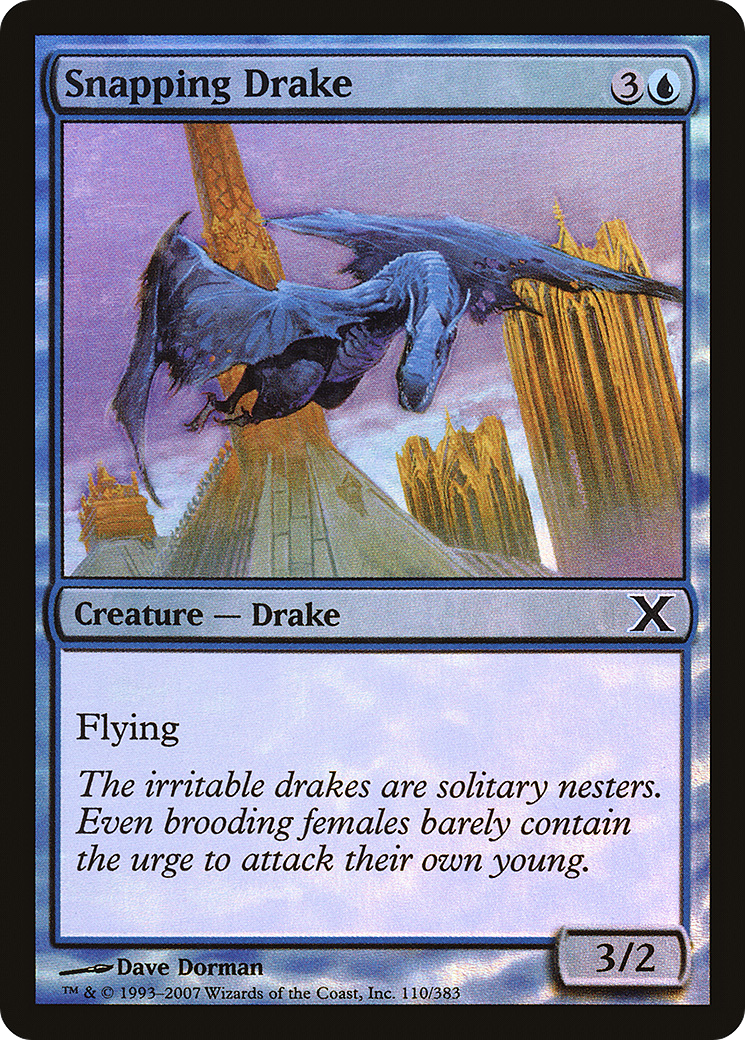 Snapping Drake 3
Creature — Drake X
Flying
The irritable drakes are solitary nesters.
Even brooding females barely contain
the urge to attack their own young.
3/2
Dave Dorman
™ & © 1993–2007 Wizards of the Coast, Inc. 110/383